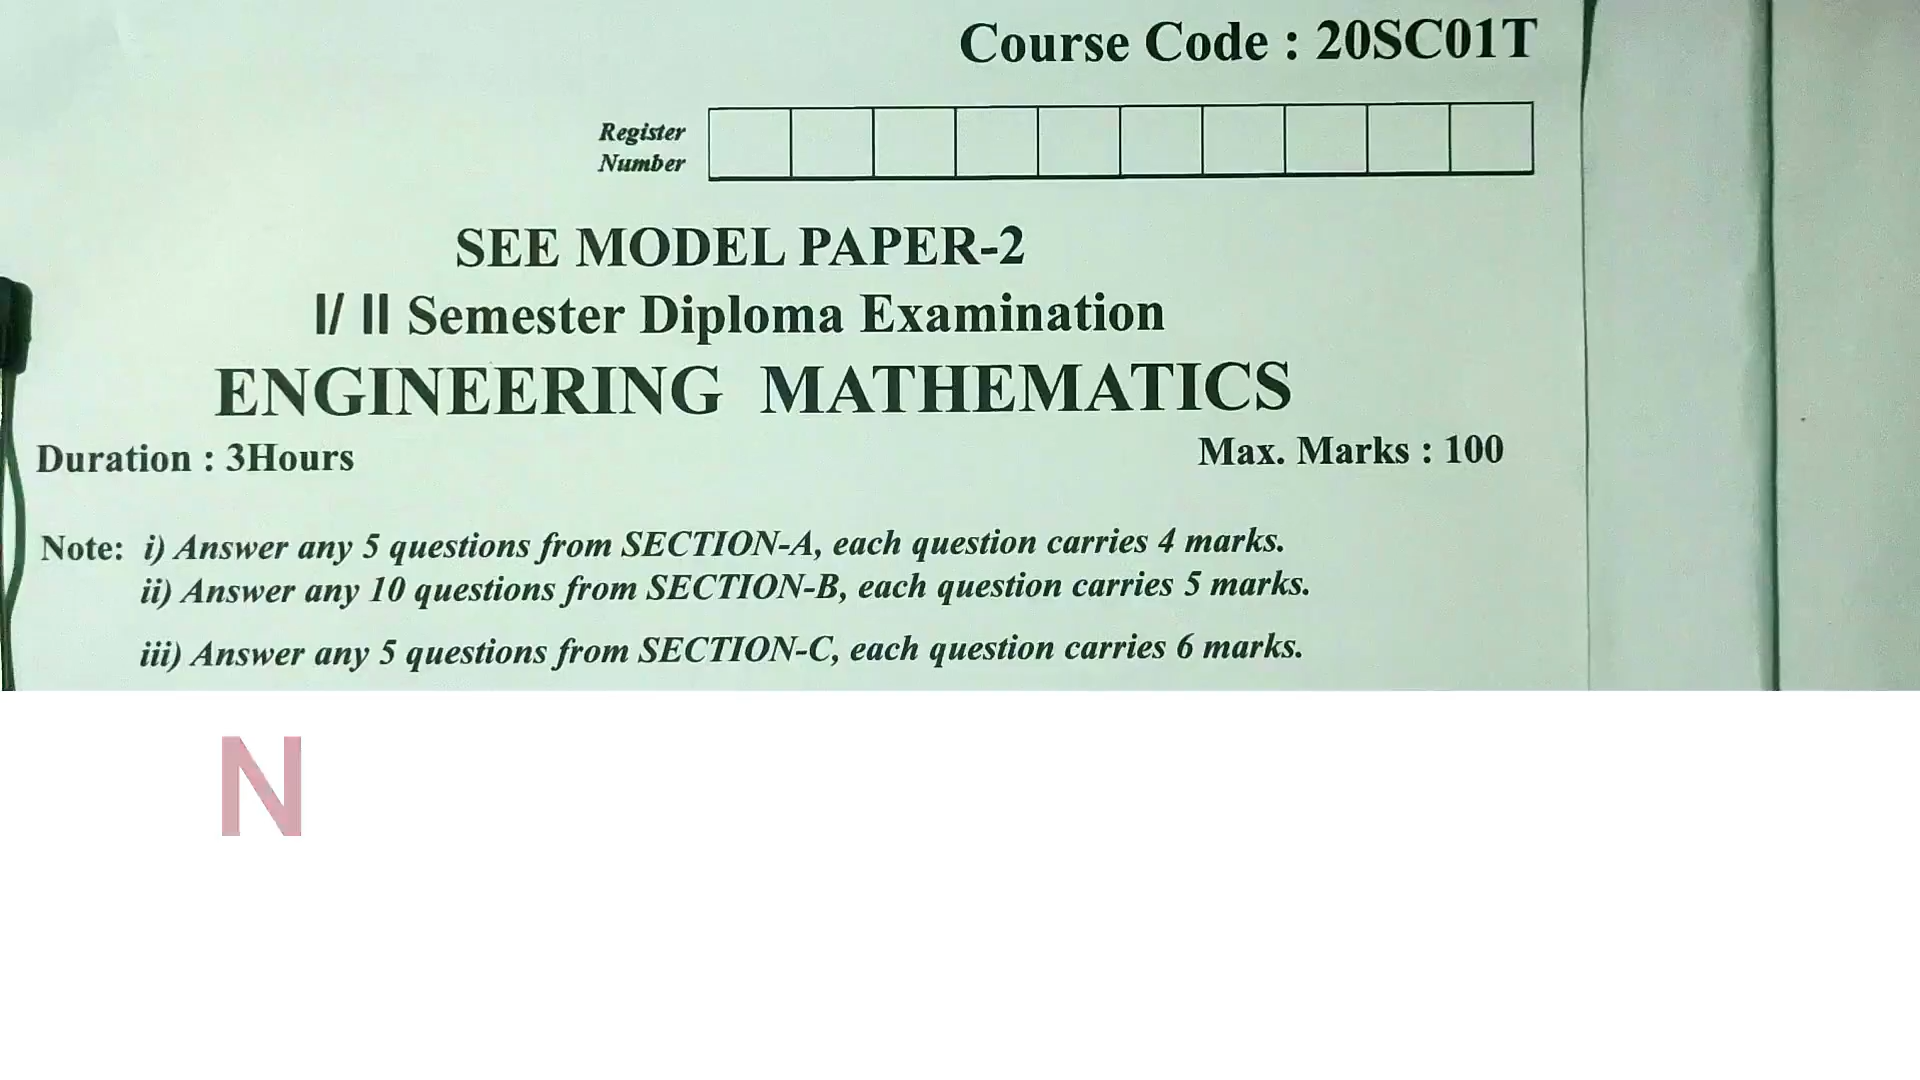 Course Code : 20SC01T
Register
Number
SEE MODEL PAPER-2
I/ II Semester Diploma Examination
ENGINEERING MATHEMATICS
Duration : 3Hours Max. Marks : 100
Note: i) Answer any 5 questions from SECTION-A, each question carries 4 marks.
ii) Answer any 10 questions from SECTION-B, each question carries 5 marks.
iii) Answer any 5 questions from SECTION-C, each question carries 6 marks.
N